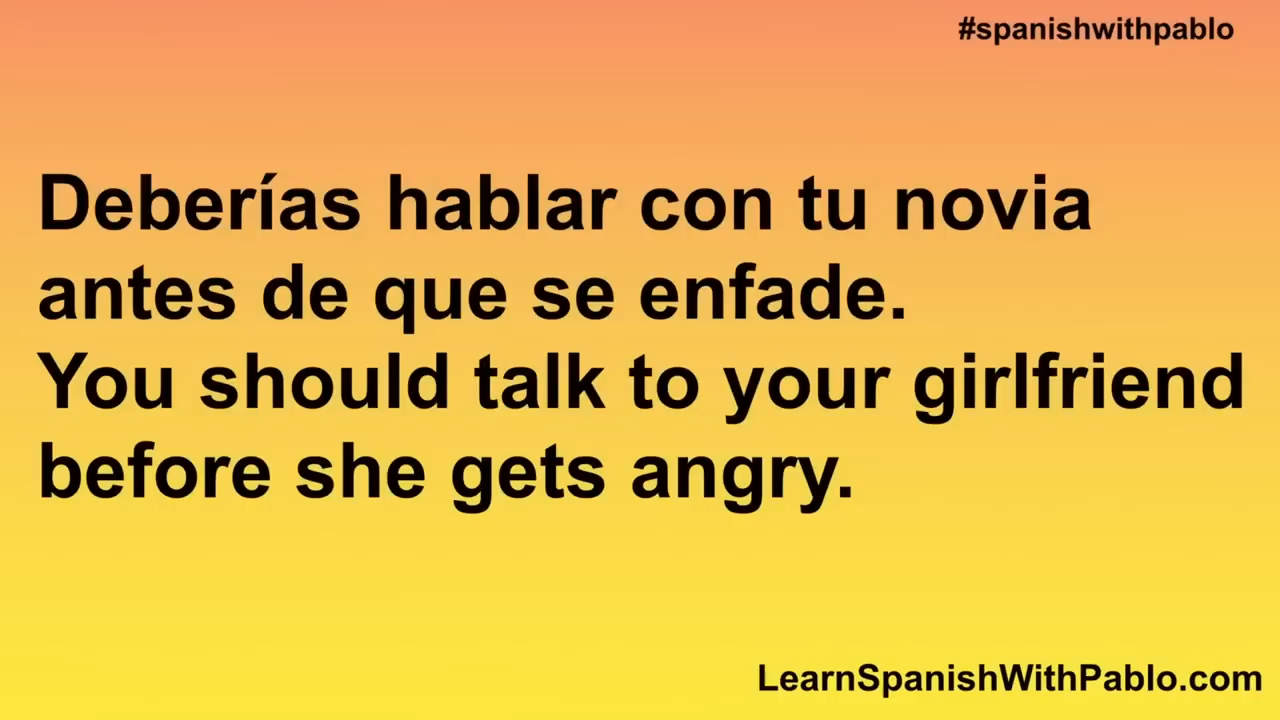 #spanishwithpablo
Deberías hablar con tu novia
antes de que se enfade.
You should talk to your girlfriend
before she gets angry.
LearnSpanishWithPablo.com